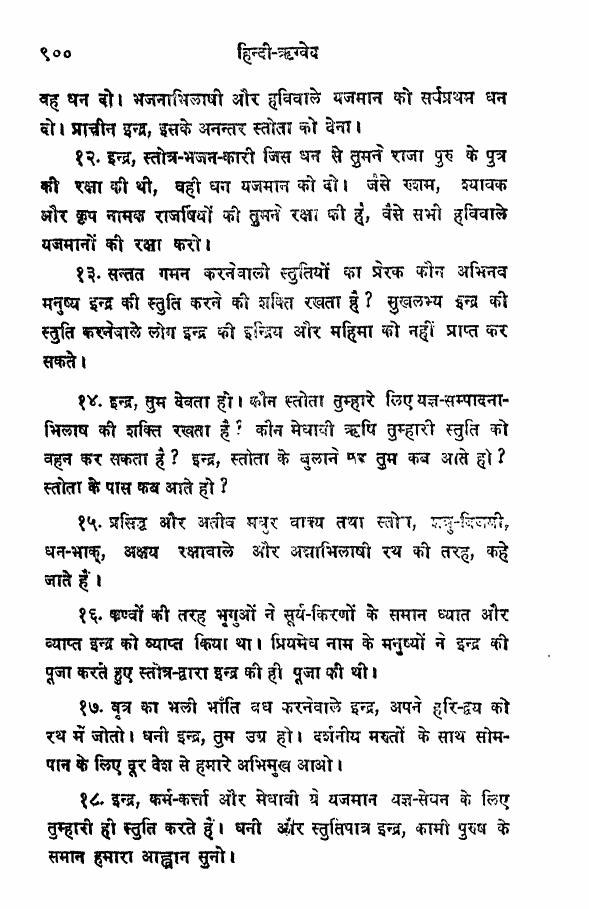 ९०० हिन्दी-ऋग्वेद
वह धन दो। भजनाभिलाषी और हविवाले यजमान को सर्वप्रथम धन
दो। प्राचीन इन्द्र, इसके अनन्तर स्तोता को देना।
१२. इन्द्र, स्तोत्र-भजन-कारी जिस धन से तुमने राजा पुरु के पुत्र
की रक्षा की थी, वही धन यजमान को दो। जैसे रुशम, श्यावक
और कृप नामक राजर्षियों की तुमने रक्षा की है, वैसे सभी हविवाले
यजमानों की रक्षा करो।
१३. सन्तत गमन करनेवाली स्तुतियों का प्रेरक कौन अभिनव
मनुष्य इन्द्र की स्तुति करने की शक्ति रखता है? सुखलभ्य इन्द्र की
स्तुति करनेवाले लोग इन्द्र की इन्द्रिय और महिमा को नहीं प्राप्त कर
सकते।
१४. इन्द्र, तुम देवता हो। कौन स्तोता तुम्हारे लिए यज्ञ-सम्पादना-
भिलाष की शक्ति रखता है? कौन मेधावी ऋषि तुम्हारी स्तुति को
वहन कर सकता है? इन्द्र, स्तोता के बुलाने पर तुम कब आते हो?
स्तोता के पास कब आते हो?
१५. प्रसिद्ध और अतीव मधुर वाक्य तथा स्तोत्र, शत्रु-विजयी,
धन-भाक्, अक्षय रक्षावाले और अन्नाभिलाषी रथ की तरह, कहे
जाते हैं।
१६. कण्वों की तरह भृगुओं ने सूर्य-किरणों के समान ध्यात और
व्याप्त इन्द्र को व्याप्त किया था। प्रियमेध नाम के मनुष्यों ने इन्द्र की
पूजा करते हुए स्तोत्र-द्वारा इन्द्र की ही पूजा की थी।
१७. वृत्र का भली भाँति वध करनेवाले इन्द्र, अपने हरि-द्वय को
रथ में जोतो। धनी इन्द्र, तुम उग्र हो। दर्शनीय मरुतों के साथ सोम-
पान के लिए दूर देश से हमारे अभिमुख आओ।
१८. इन्द्र, कर्म-कर्त्ता और मेधावी ये यजमान यज्ञ-सेवन के लिए
तुम्हारी ही स्तुति करते हैं। धनी और स्तुतिपात्र इन्द्र, कामी पुरुष के
समान हमारा आह्वान सुनो।